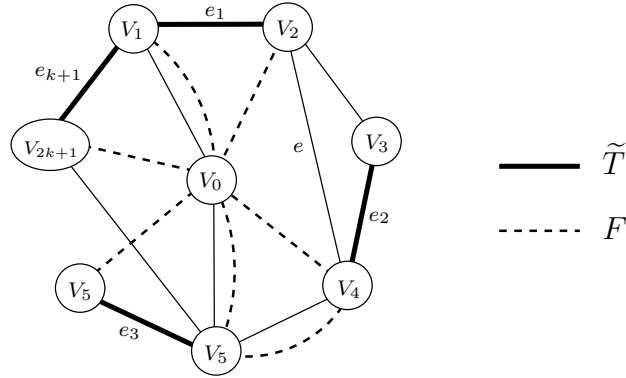 e₁
V₁
V₂
eₖ₊₁
V₃
V₂ₖ₊₁
e
T̃
V₀
e₂
F
V₅
V₄
e₃
V₅